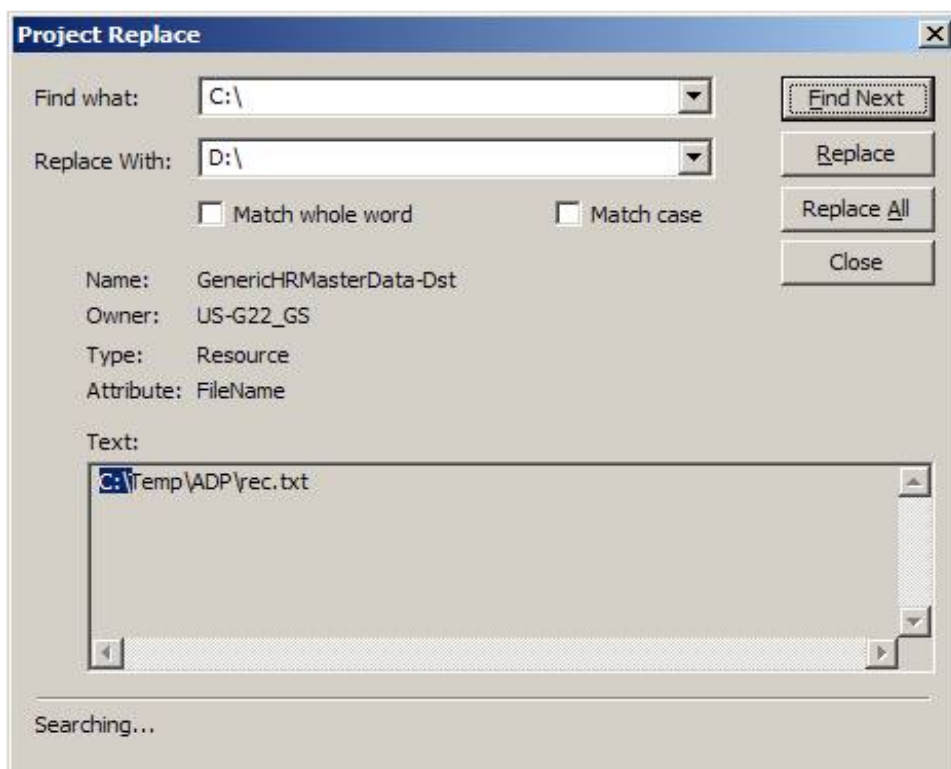 Project Replace
Find what: C:\ Find Next
Replace With: D:\ Replace
Match whole word Match case Replace All
Close
Name: GenericHRMasterData-Dst
Owner: US-G22_GS
Type: Resource
Attribute: FileName
Text:
C:\Temp\ADP\rec.txt
Searching...